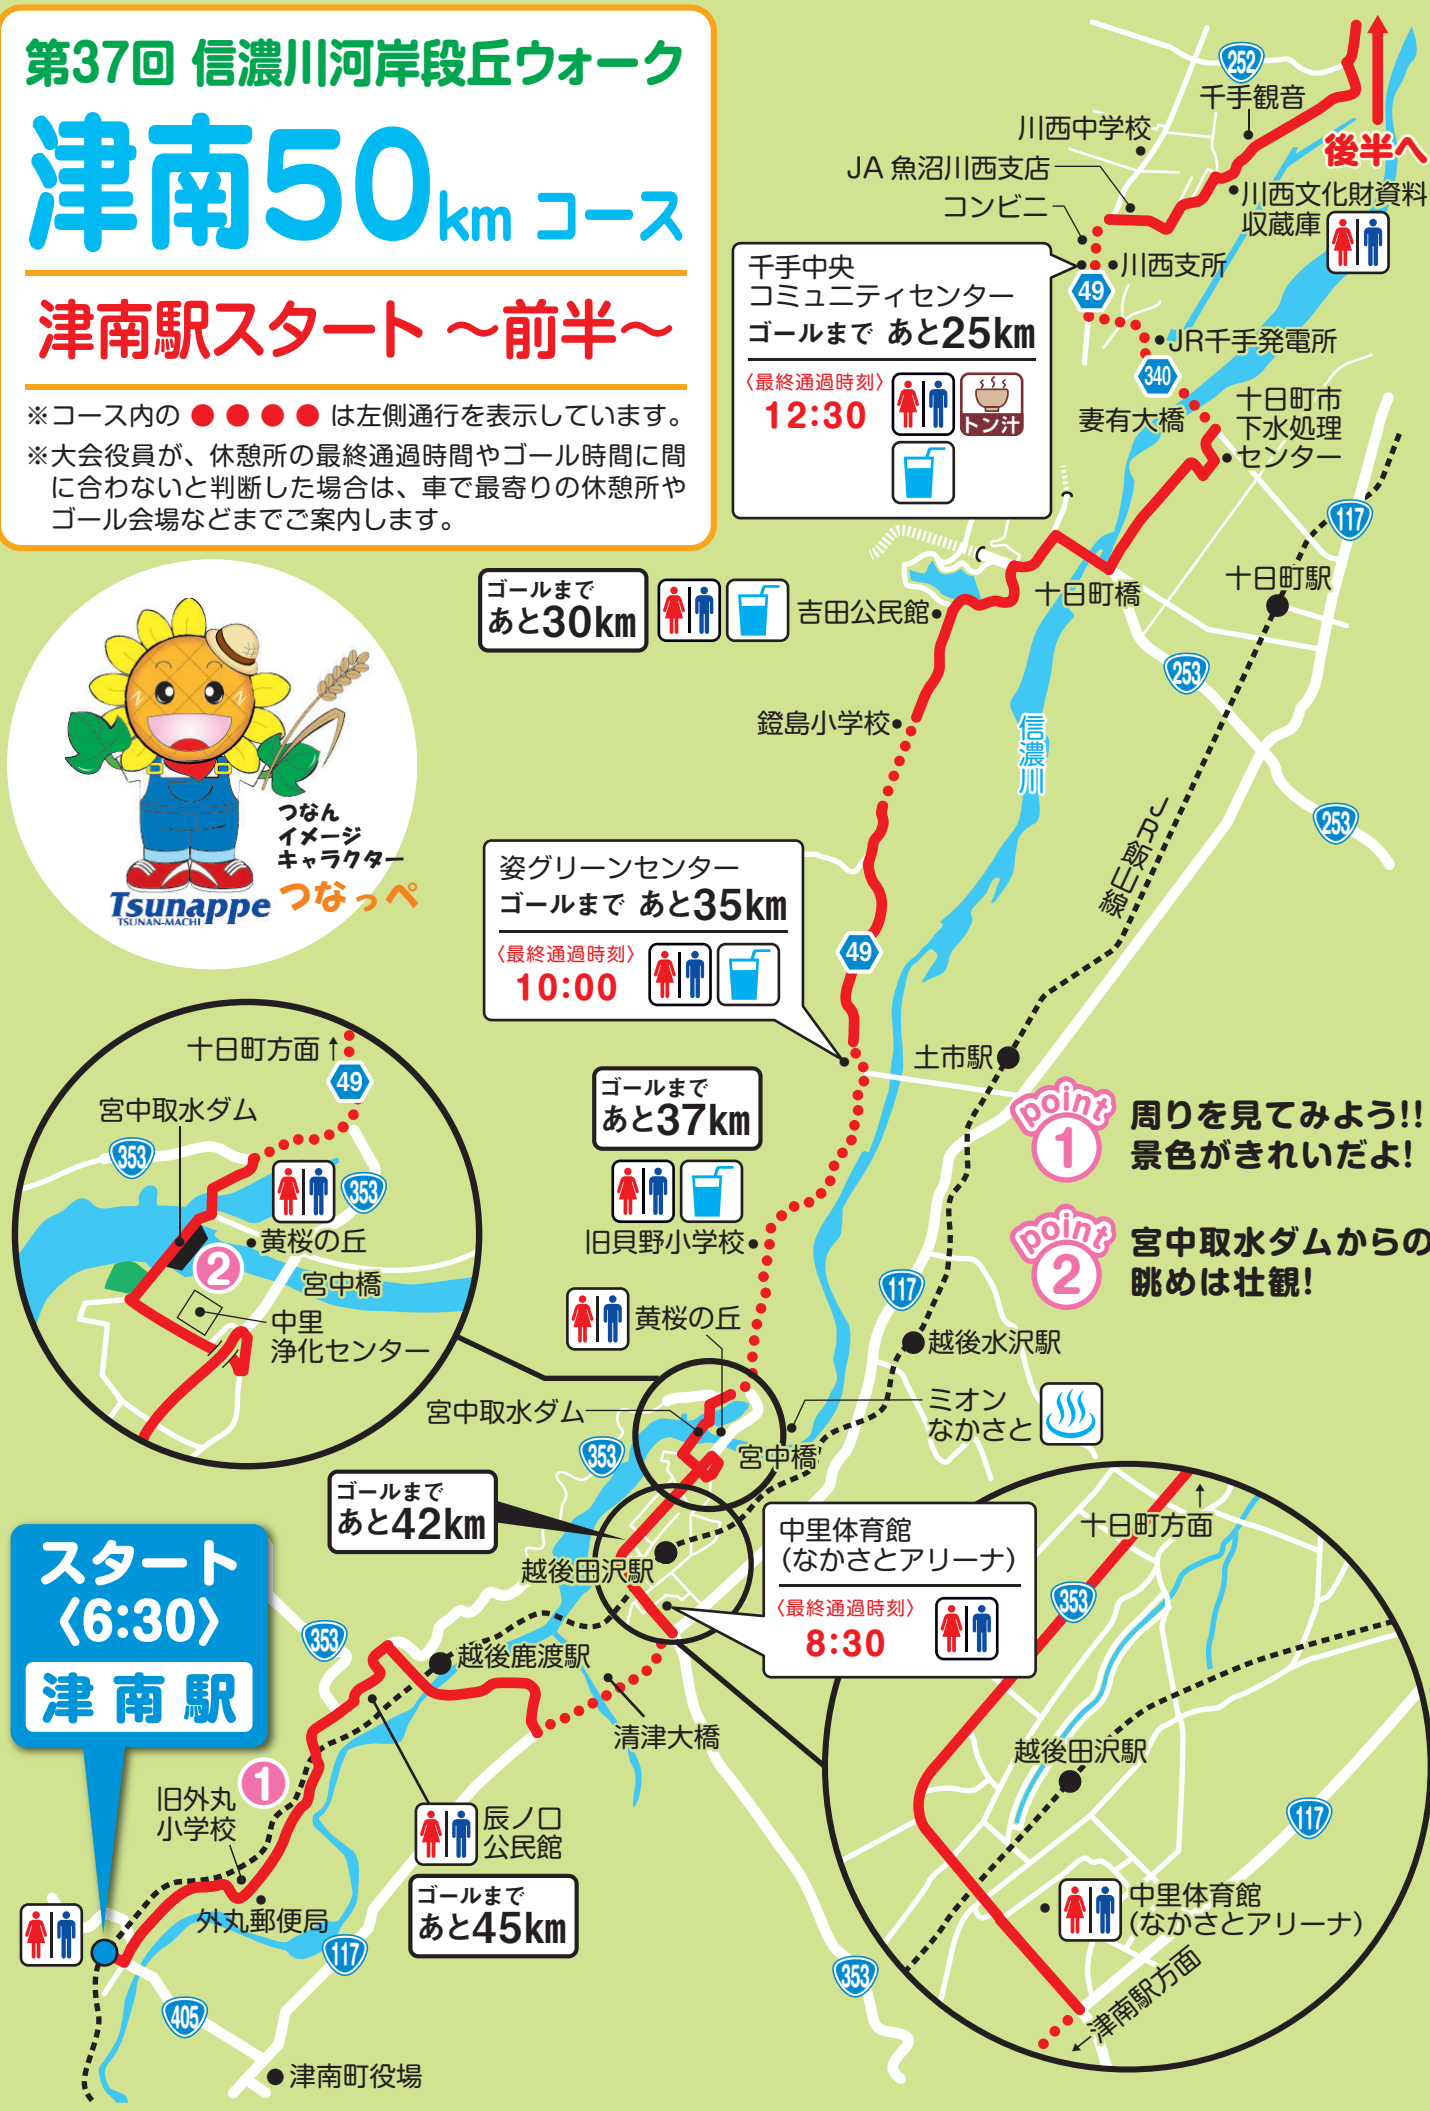 第37回 信濃川河岸段丘ウォーク
津南50km コース
津南駅スタート ～前半～
※コース内の ● ● ● ● は左側通行を表示しています。
※大会役員が、休憩所の最終通過時間やゴール時間に間
に合わないと判断した場合は、車で最寄りの休憩所や
ゴール会場などまでご案内します。
つなん
イメージ
キャラクター
つなっぺ
Tsunappe
TSUNAN-MACHI
252
千手観音
後半へ
川西中学校
JA 魚沼川西支店
コンビニ
川西文化財資料
収蔵庫
川西支所
49
千手中央
コミュニティセンター
ゴールまで あと25km
〈最終通過時刻〉
12:30
トン汁
JR千手発電所
340
妻有大橋
十日町市
下水処理
センター
117
十日町駅
十日町橋
253
253
ゴールまで
あと30km
吉田公民館
鐙島小学校
信濃川
JR飯山線
姿グリーンセンター
ゴールまで あと35km
〈最終通過時刻〉
10:00
49
土市駅
point
1
周りを見てみよう!!
景色がきれいだよ!
point
2
宮中取水ダムからの
眺めは壮観!
ゴールまで
あと37km
旧貝野小学校
117
越後水沢駅
黄桜の丘
ミオン
なかさと
宮中取水ダム
宮中橋
353
十日町方面↑
49
宮中取水ダム
353
353
黄桜の丘
2
宮中橋
中里
浄化センター
ゴールまで
あと42km
越後田沢駅
中里体育館
(なかさとアリーナ)
〈最終通過時刻〉
8:30
↑
十日町方面
353
越後田沢駅
117
中里体育館
(なかさとアリーナ)
津南駅方面
スタート
〈6:30〉
津南駅
353
越後鹿渡駅
清津大橋
1
旧外丸
小学校
辰ノ口
公民館
ゴールまで
あと45km
外丸郵便局
117
405
353
津南町役場